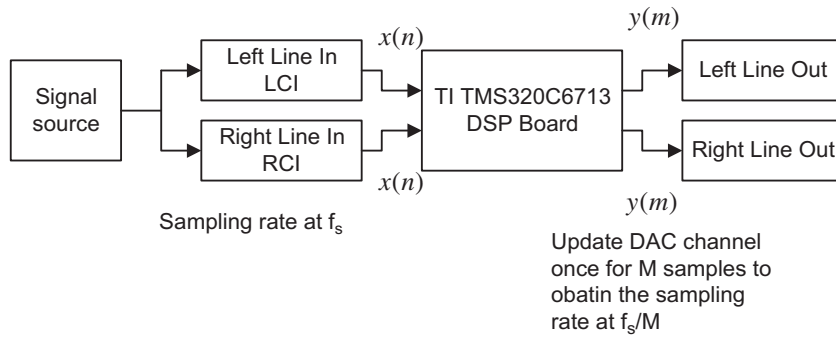 x(n)
y(m)
Signal
source
Left Line In
LCI
Right Line In
RCI
TI TMS320C6713
DSP Board
Left Line Out
Right Line Out
x(n)
y(m)
Sampling rate at fs
Update DAC channel
once for M samples to
obatin the sampling
rate at fs/M